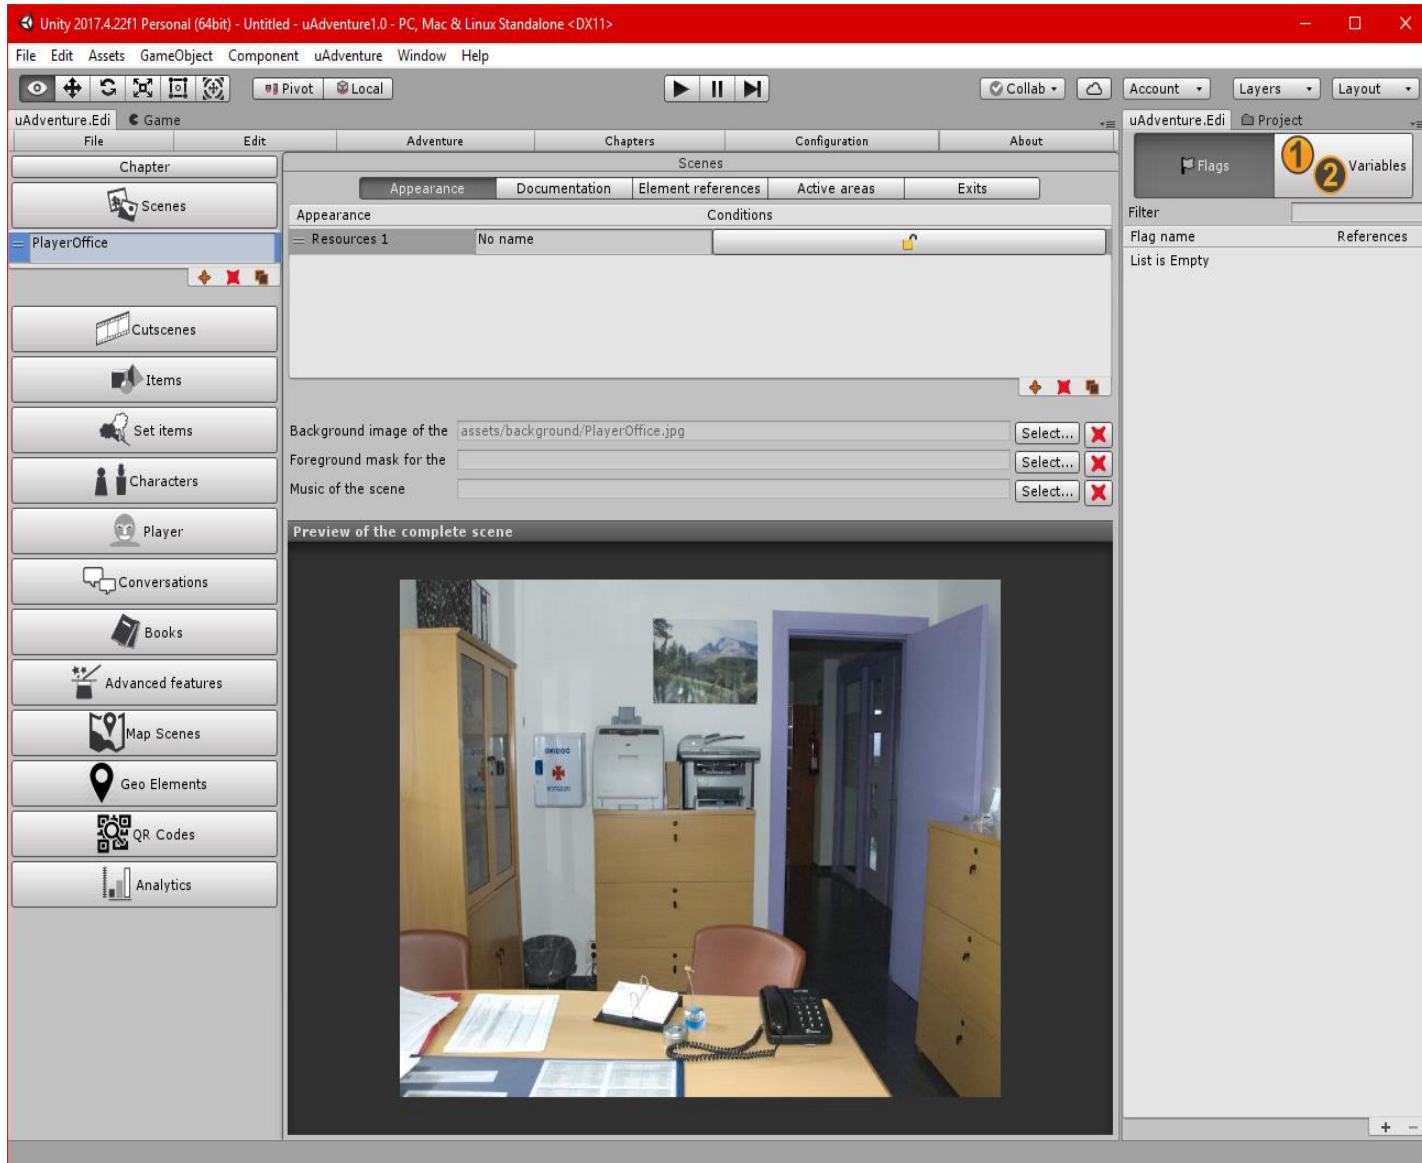 Unity 2017.4.22f1 Personal (64bit) - Untitled - uAdventure1.0 - PC, Mac & Linux Standalone <DX11>
File Edit Assets GameObject Component uAdventure Window Help
Pivot Local Collab Account Layers Layout
uAdventure.Edi Game
uAdventure.Edi Project
File Edit Adventure Chapters Configuration About
Chapter
Scenes
PlayerOffice
Cutscenes
Items
Set items
Characters
Player
Conversations
Books
Advanced features
Map Scenes
Geo Elements
QR Codes
Analytics
Scenes
Appearance Documentation Element references Active areas Exits
Appearance Conditions
Resources 1 No name
Background image of the assets/background/PlayerOffice.jpg Select...
Foreground mask for the Select...
Music of the scene Select...
Preview of the complete scene
Flags 1 2 Variables
Filter
Flag name References
List is Empty